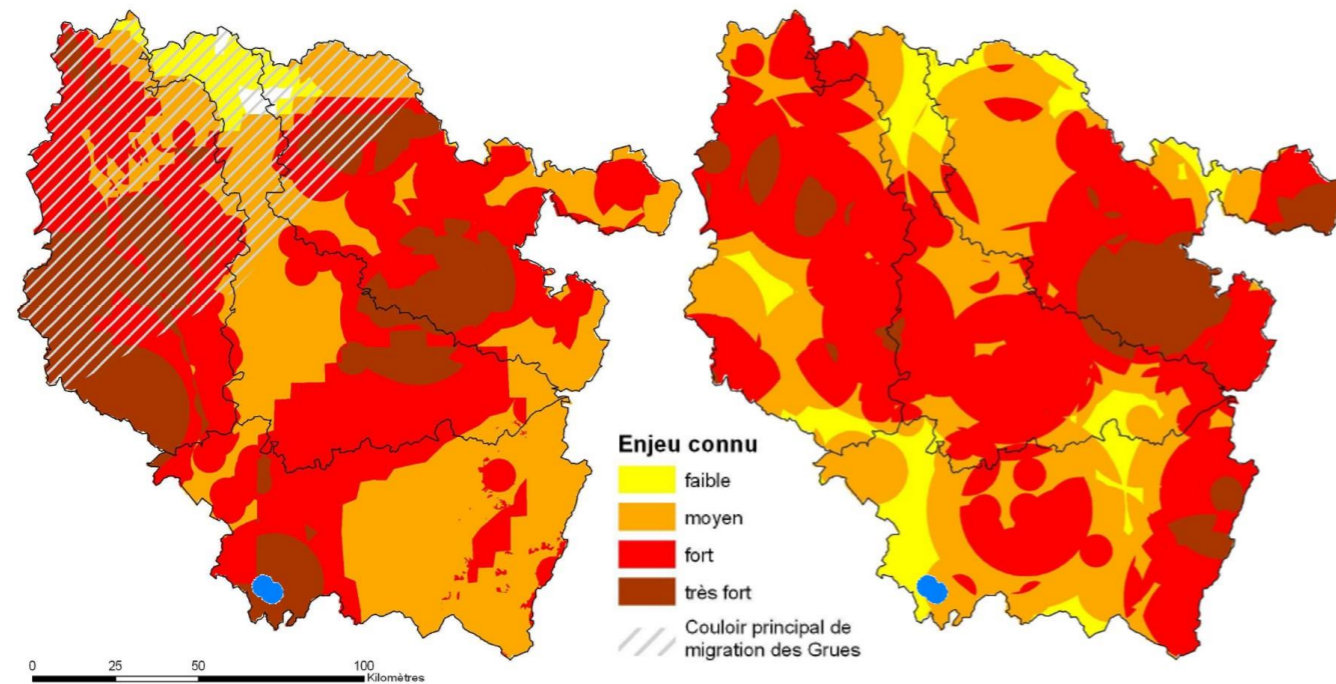 Enjeu connu
faible
moyen
fort
très fort
Couloir principal de
migration des Grues
0 25 50 100
Kilomètres